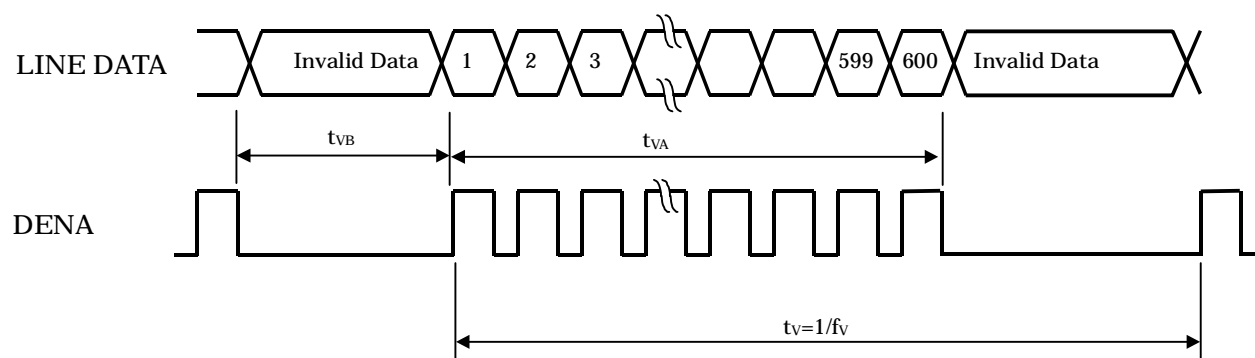 LINE DATA Invalid Data 1 2 3 599 600 Invalid Data
tVB tVA
DENA
tV=1/fV